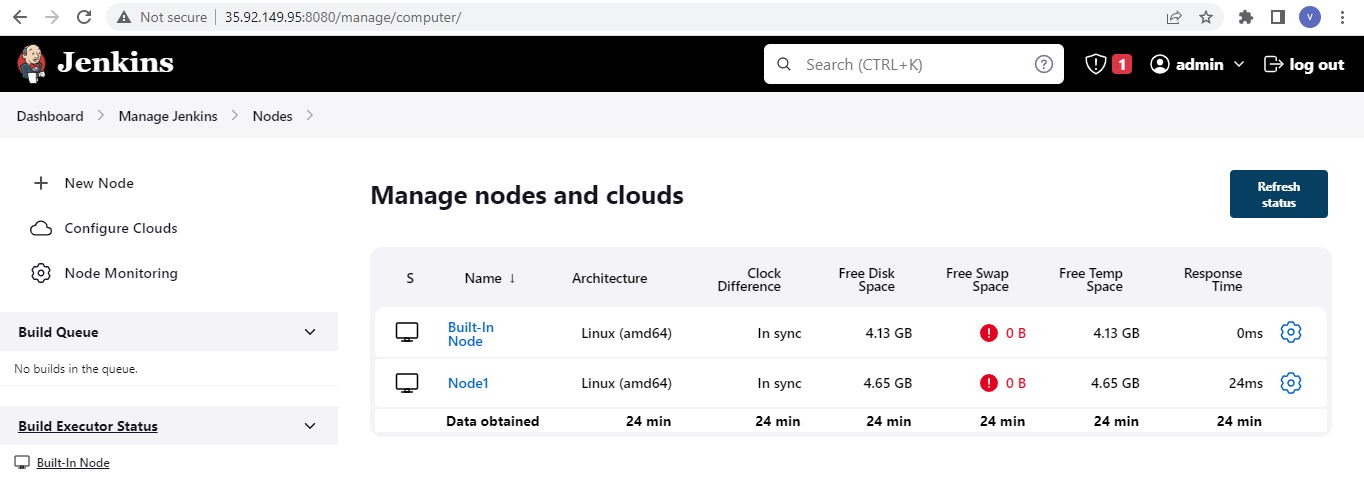 Not secure 35.92.149.95:8080/manage/computer/ V
Jenkins Search (CTRL+K) ? 1 admin log out
Dashboard Manage Jenkins Nodes
New Node
Configure Clouds
Node Monitoring
Build Queue
No builds in the queue.
Build Executor Status
Built-In Node
Manage nodes and clouds
Refresh
status
S Name ↓ Architecture Clock Difference Free Disk Space Free Swap Space Free Temp Space Response Time
Built-In Node Linux (amd64) In sync 4.13 GB ! 0 B 4.13 GB 0ms
Node1 Linux (amd64) In sync 4.65 GB ! 0 B 4.65 GB 24ms
Data obtained 24 min 24 min 24 min 24 min 24 min 24 min